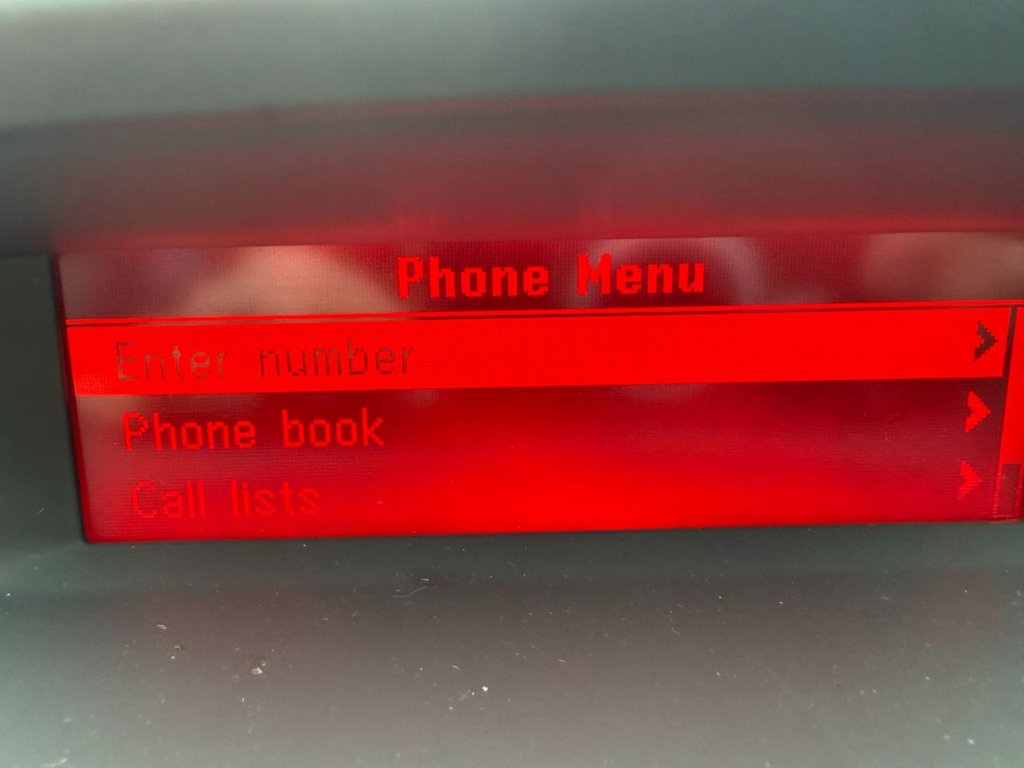 Phone Menu
Enter number
Phone book
Call lists